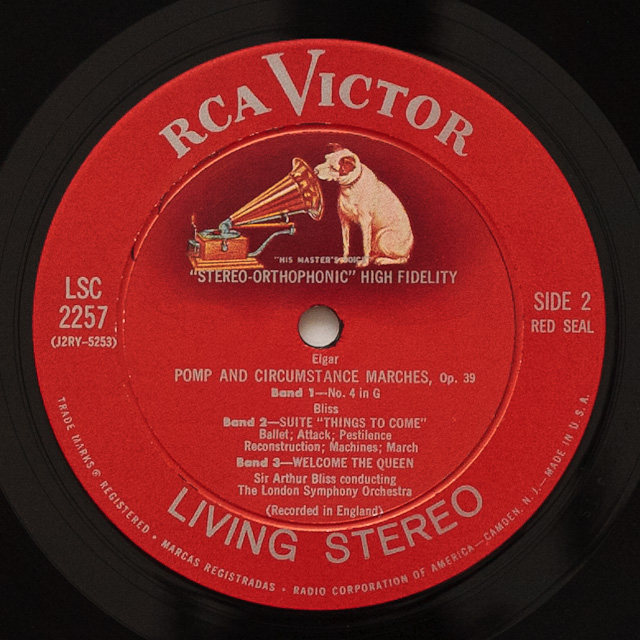 RCA VICTOR
"HIS MASTER'S VOICE"
"STEREO-ORTHOPHONIC" HIGH FIDELITY
LSC
2257
(J2RY-5253)
SIDE 2
RED SEAL
Elgar
POMP AND CIRCUMSTANCE MARCHES, Op. 39
Band 1—No. 4 in G
Bliss
Band 2—SUITE "THINGS TO COME"
Ballet; Attack; Pestilence
Reconstruction; Machines; March
Band 3—WELCOME THE QUEEN
Sir Arthur Bliss conducting
The London Symphony Orchestra
(Recorded in England)
LIVING STEREO
TRADE MARKS ® REGISTERED • MARCAS REGISTRADAS • RADIO CORPORATION OF AMERICA—CAMDEN, N. J.—MADE IN U.S.A.